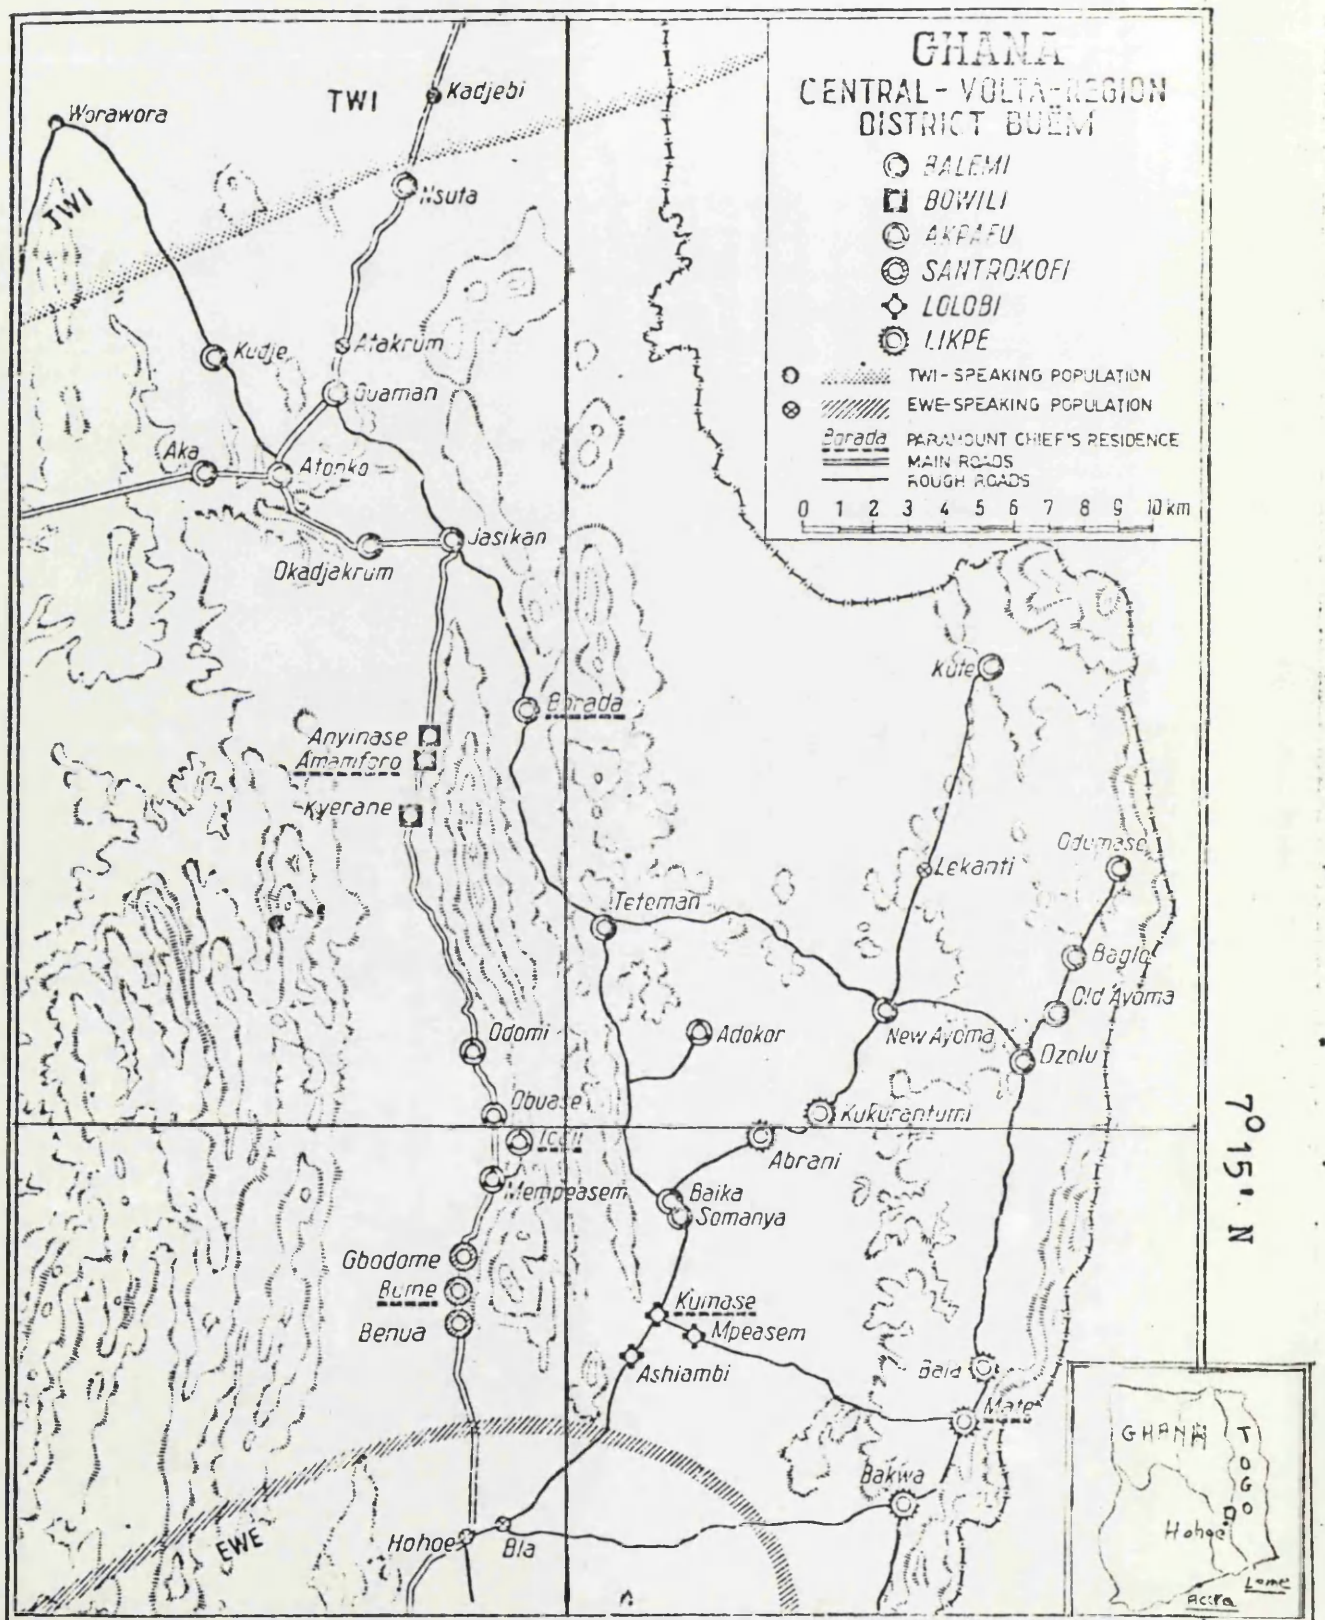 GHANA
CENTRAL-VOLTA-REGION
DISTRICT BUËM
BALEMI
BOWILI
AKPAFU
SANTROKOFI
LOLOBI
LIKPE
TWI-SPEAKING POPULATION
EWE-SPEAKING POPULATION
Borada PARAMOUNT CHIEF'S RESIDENCE
MAIN ROADS
ROUGH ROADS
0 1 2 3 4 5 6 7 8 9 10 km
TWI
Kadjebi
Worawora
TWI
Nsuta
Kudje
Atakrum
Guaman
Aka
Atonko
Jasikan
Okadjakrum
Kute
Borada
Anyinase
Amamforo
Kyerane
Odumase
Lekanti
Teteman
Baglo
Old Ayoma
New Ayoma
Adokor
Odomi
Ozolu
Obuase
Kukurantumi
Abrani
Mempeasem
Baika
Somanya
Gbodome
Bume
Benua
Kumase
Mpeasem
Ashiambi
Bala
Mate
Bakwa
Hohoe
Bla
EWE
7°15'. N
GHANA
TOGO
Hohoe
Lome
Accra